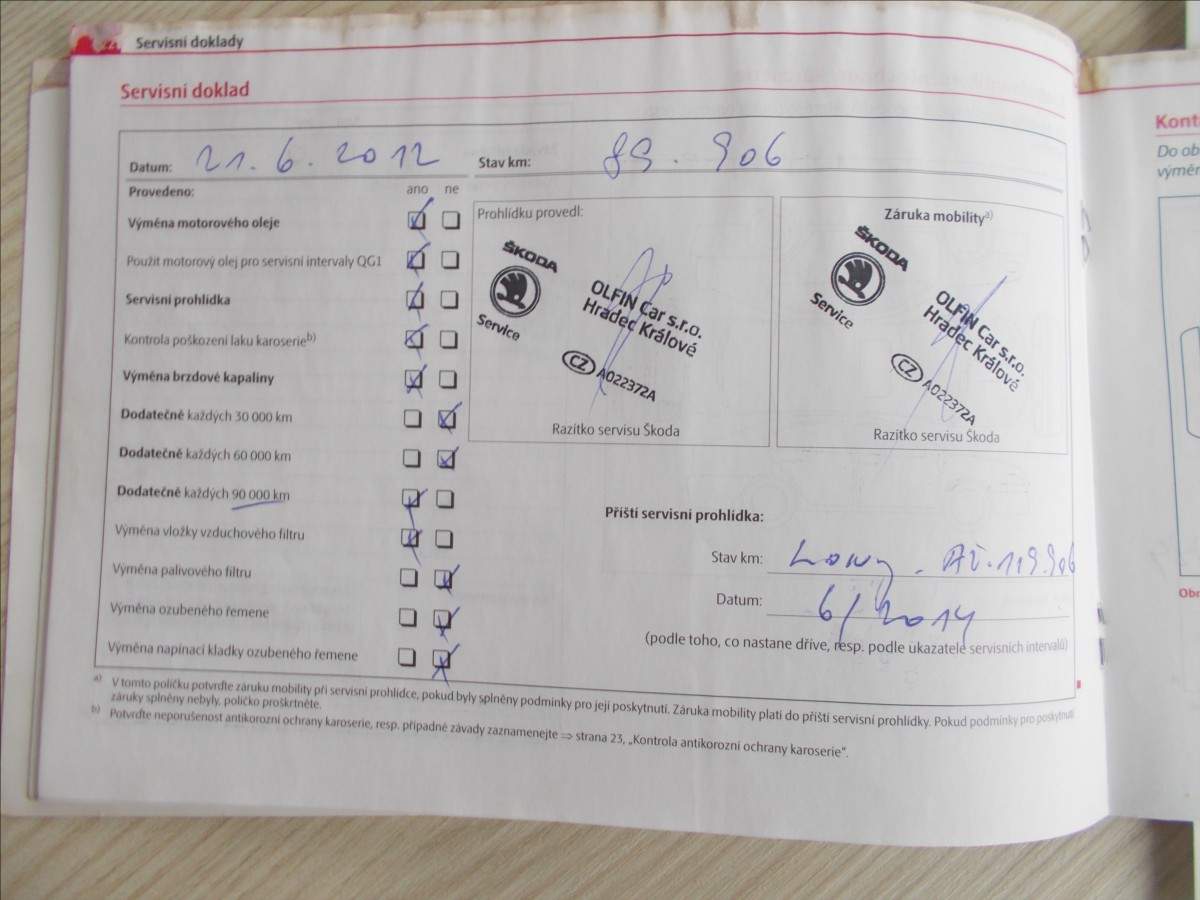 Servisní doklady
Servisní doklad
Datum: 21. 6. 2012 Stav km: 89.906
Provedeno: ano ne
Výměna motorového oleje
Použit motorový olej pro servisní intervaly QG1
Servisní prohlídka
Kontrola poškození laku karoserie b)
Výměna brzdové kapaliny
Dodatečně každých 30 000 km
Dodatečně každých 60 000 km
Dodatečně každých 90 000 km
Výměna vložky vzduchového filtru
Výměna palivového filtru
Výměna ozubeného řemene
Výměna napínací kladky ozubeného řemene
Prohlídku provedl:
ŠKODA
Service
OLFIN Car s.r.o.
Hradec Králové
CZ A022372A
Razítko servisu Škoda
Záruka mobility a)
ŠKODA
Service
OLFIN Car s.r.o.
Hradec Králové
CZ A022372A
Razítko servisu Škoda
Příští servisní prohlídka:
Stav km: 119.906
Datum: 6/2014
(podle toho, co nastane dříve, resp. podle ukazatele servisních intervalů)
a) V tomto políčku potvrďte záruku mobility při servisní prohlídce, pokud byly splněny podmínky pro její poskytnutí. Záruka mobility platí do příští servisní prohlídky. Pokud podmínky pro poskytnutí
záruky splněny nebyly, políčko proškrtněte.
b) Potvrďte neporušenost antikorozní ochrany karoserie, resp. případné závady zaznamenejte ⇒ strana 23, „Kontrola antikorozní ochrany karoserie“.
Kont
Do ob
výměn
Obr